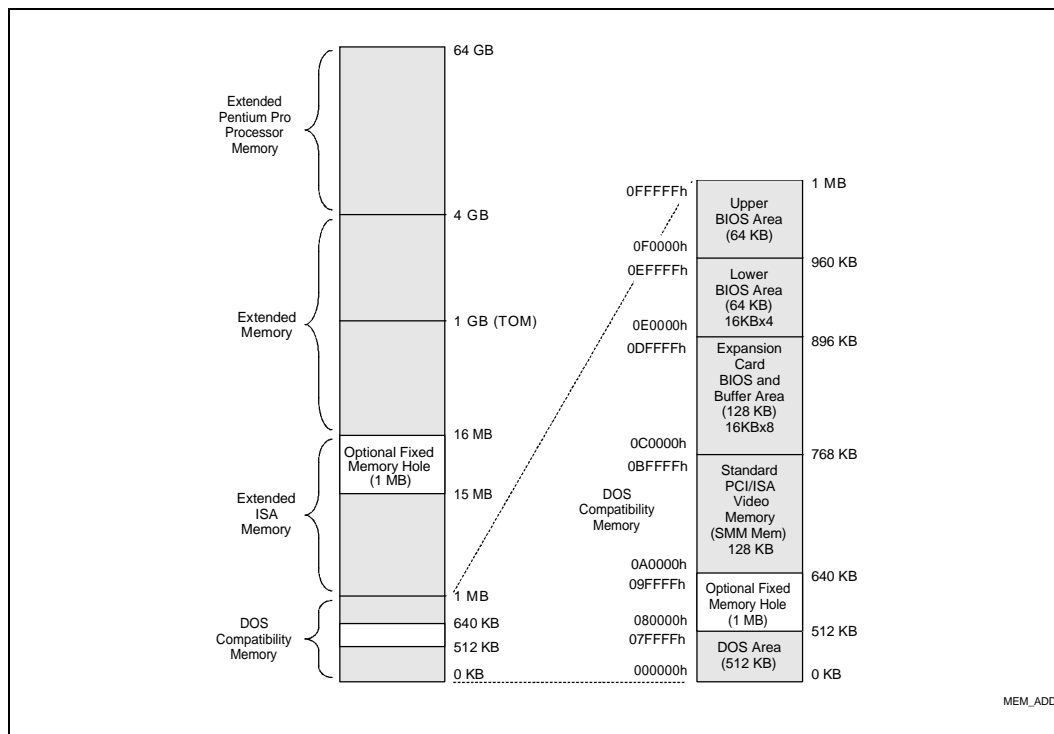 64 GB
Extended
Pentium Pro
Processor
Memory
4 GB
Extended
Memory
1 GB (TOM)
16 MB
Optional Fixed
Memory Hole
(1 MB)
15 MB
Extended
ISA
Memory
1 MB
640 KB
DOS
Compatibility
Memory
512 KB
0 KB
1 MB
0FFFFFh
Upper
BIOS Area
(64 KB)
0F0000h
960 KB
0EFFFFh
Lower
BIOS Area
(64 KB)
16KBx4
0E0000h
896 KB
0DFFFFh
Expansion
Card
BIOS and
Buffer Area
(128 KB)
16KBx8
0C0000h
768 KB
0BFFFFh
Standard
PCI/ISA
Video
Memory
(SMM Mem)
128 KB
DOS
Compatibility
Memory
0A0000h
640 KB
09FFFFh
Optional Fixed
Memory Hole
(1 MB)
080000h
512 KB
07FFFFh
DOS Area
(512 KB)
000000h
0 KB
MEM_ADD